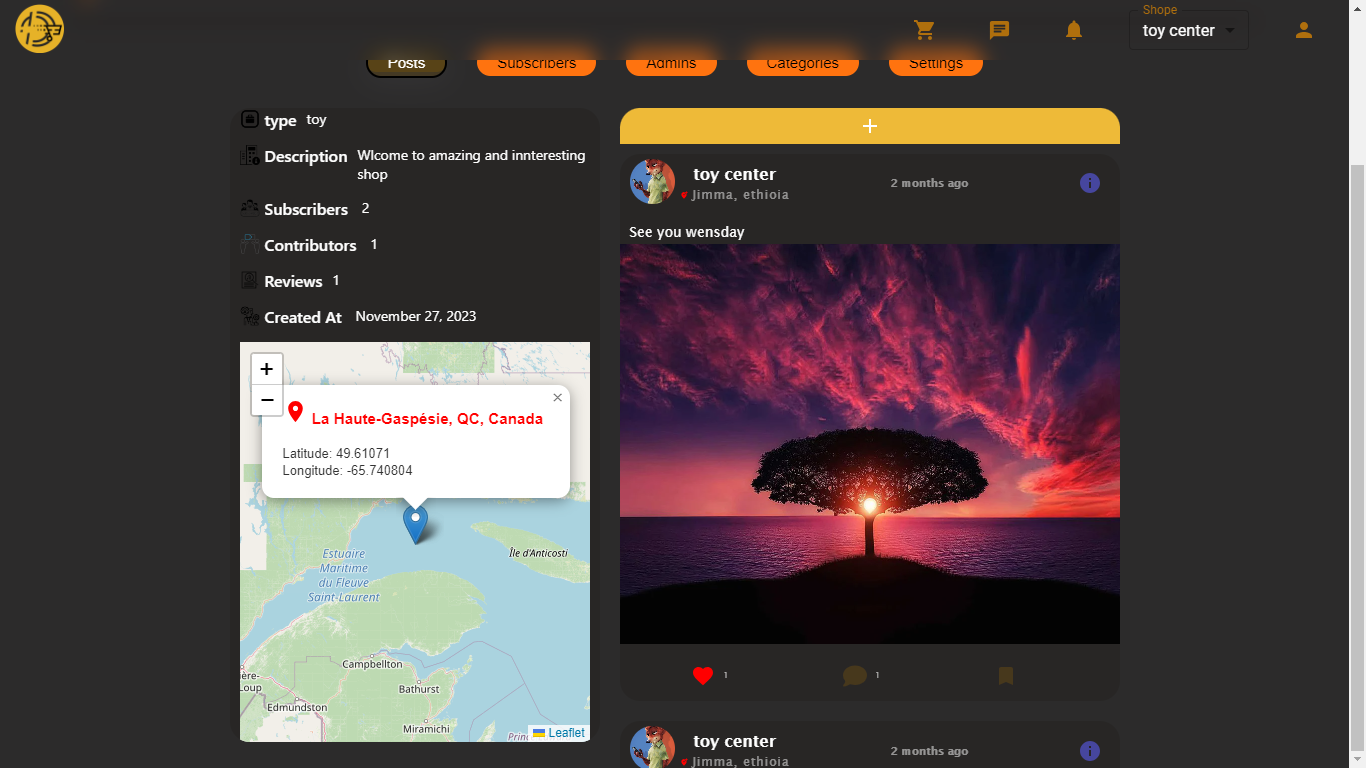 Shope
toy center
Posts
Subscribers
Admins
Categories
Settings
type toy
Description Wlcome to amazing and innteresting
shop
Subscribers 2
Contributors 1
Reviews 1
Created At November 27, 2023
+
−
×
La Haute-Gaspésie, QC, Canada
Latitude: 49.61071
Longitude: -65.740804
Estuaire
Maritime
du Fleuve
Saint-Laurent
Île d'Anticosti
Campbellton
ère-
Loup
Bathurst
Edmundston
Miramichi
Leaflet
+
toy center
2 months ago
Jimma, ethioia
See you wensday
1
1
toy center
2 months ago
Jimma, ethioia